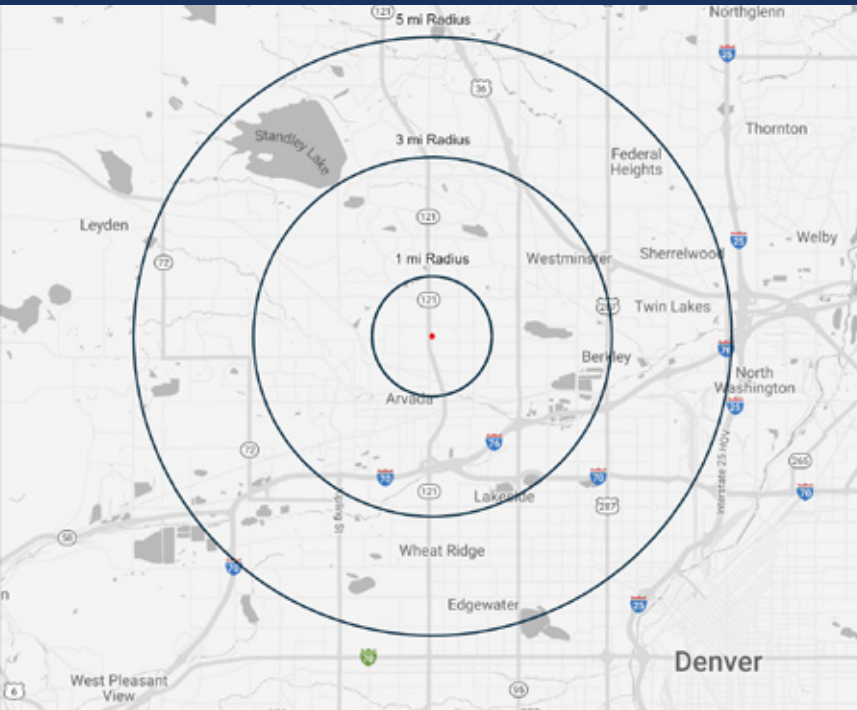 121
5 mi Radius
Northglenn
25
36
Thornton
Standley Lake
3 mi Radius
Federal
Heights
121
Leyden
25
Welby
72
1 mi Radius
Westminster
Sherrelwood
121
287
Twin Lakes
76
Berkley
North
Washington
Arvada
25
76
72
Interstate 25 HOV
265
70
70
121
Lakeside
70
287
58
Wheat Ridge
70
Edgewater
25
Denver
West Pleasant
View
6
95